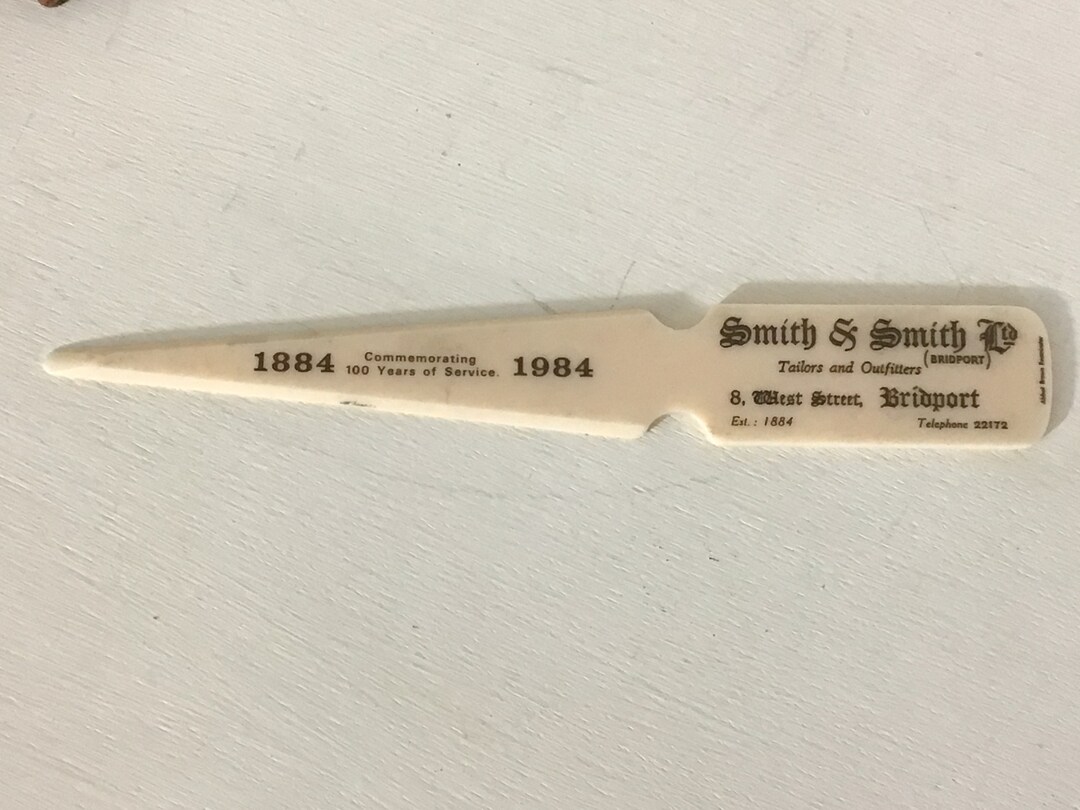 1884 Commemorating 1984
100 Years of Service.
Smith & Smith Ltd
(BRIDPORT)
Tailors and Outfitters
8, West Street, Bridport
Est.: 1884 Telephone 22172